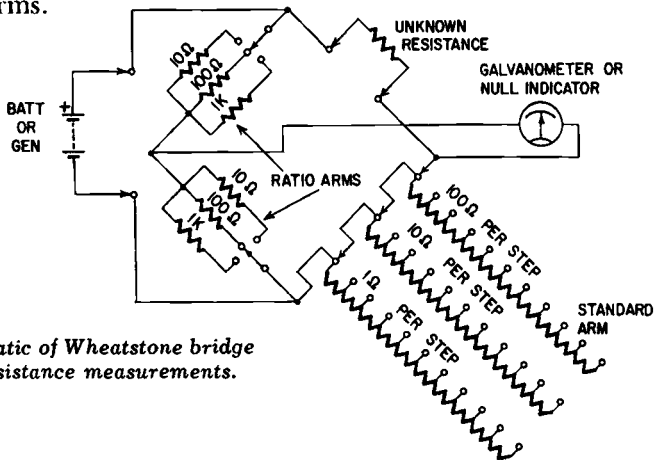 rms.
UNKNOWN
RESISTANCE
GALVANOMETER OR
NULL INDICATOR
10Ω
100Ω
1K
BATT
OR
GEN
+
RATIO ARMS
10Ω
100Ω
1K
100Ω PER STEP
10Ω PER STEP
1Ω PER STEP
STANDARD
ARM
atic of Wheatstone bridge
sistance measurements.